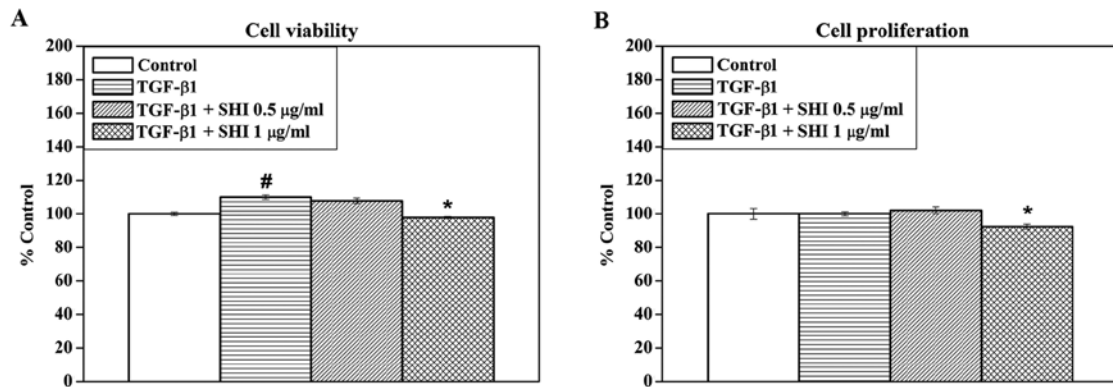 A
Cell viability
% Control
200
180
160
140
120
100
80
60
40
20
0
Control
TGF-β1
TGF-β1 + SHI 0.5 μg/ml
TGF-β1 + SHI 1 μg/ml
#
*
B
Cell proliferation
% Control
200
180
160
140
120
100
80
60
40
20
0
Control
TGF-β1
TGF-β1 + SHI 0.5 μg/ml
TGF-β1 + SHI 1 μg/ml
*